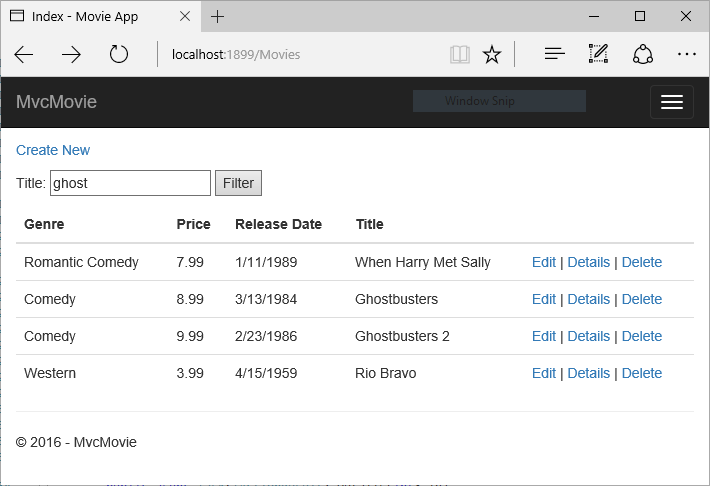 Index - Movie App
localhost:1899/Movies
MvcMovie
Window Snip
Create New
Title: ghost Filter
Genre Price Release Date Title
Romantic Comedy 7.99 1/11/1989 When Harry Met Sally Edit | Details | Delete
Comedy 8.99 3/13/1984 Ghostbusters Edit | Details | Delete
Comedy 9.99 2/23/1986 Ghostbusters 2 Edit | Details | Delete
Western 3.99 4/15/1959 Rio Bravo Edit | Details | Delete
© 2016 - MvcMovie